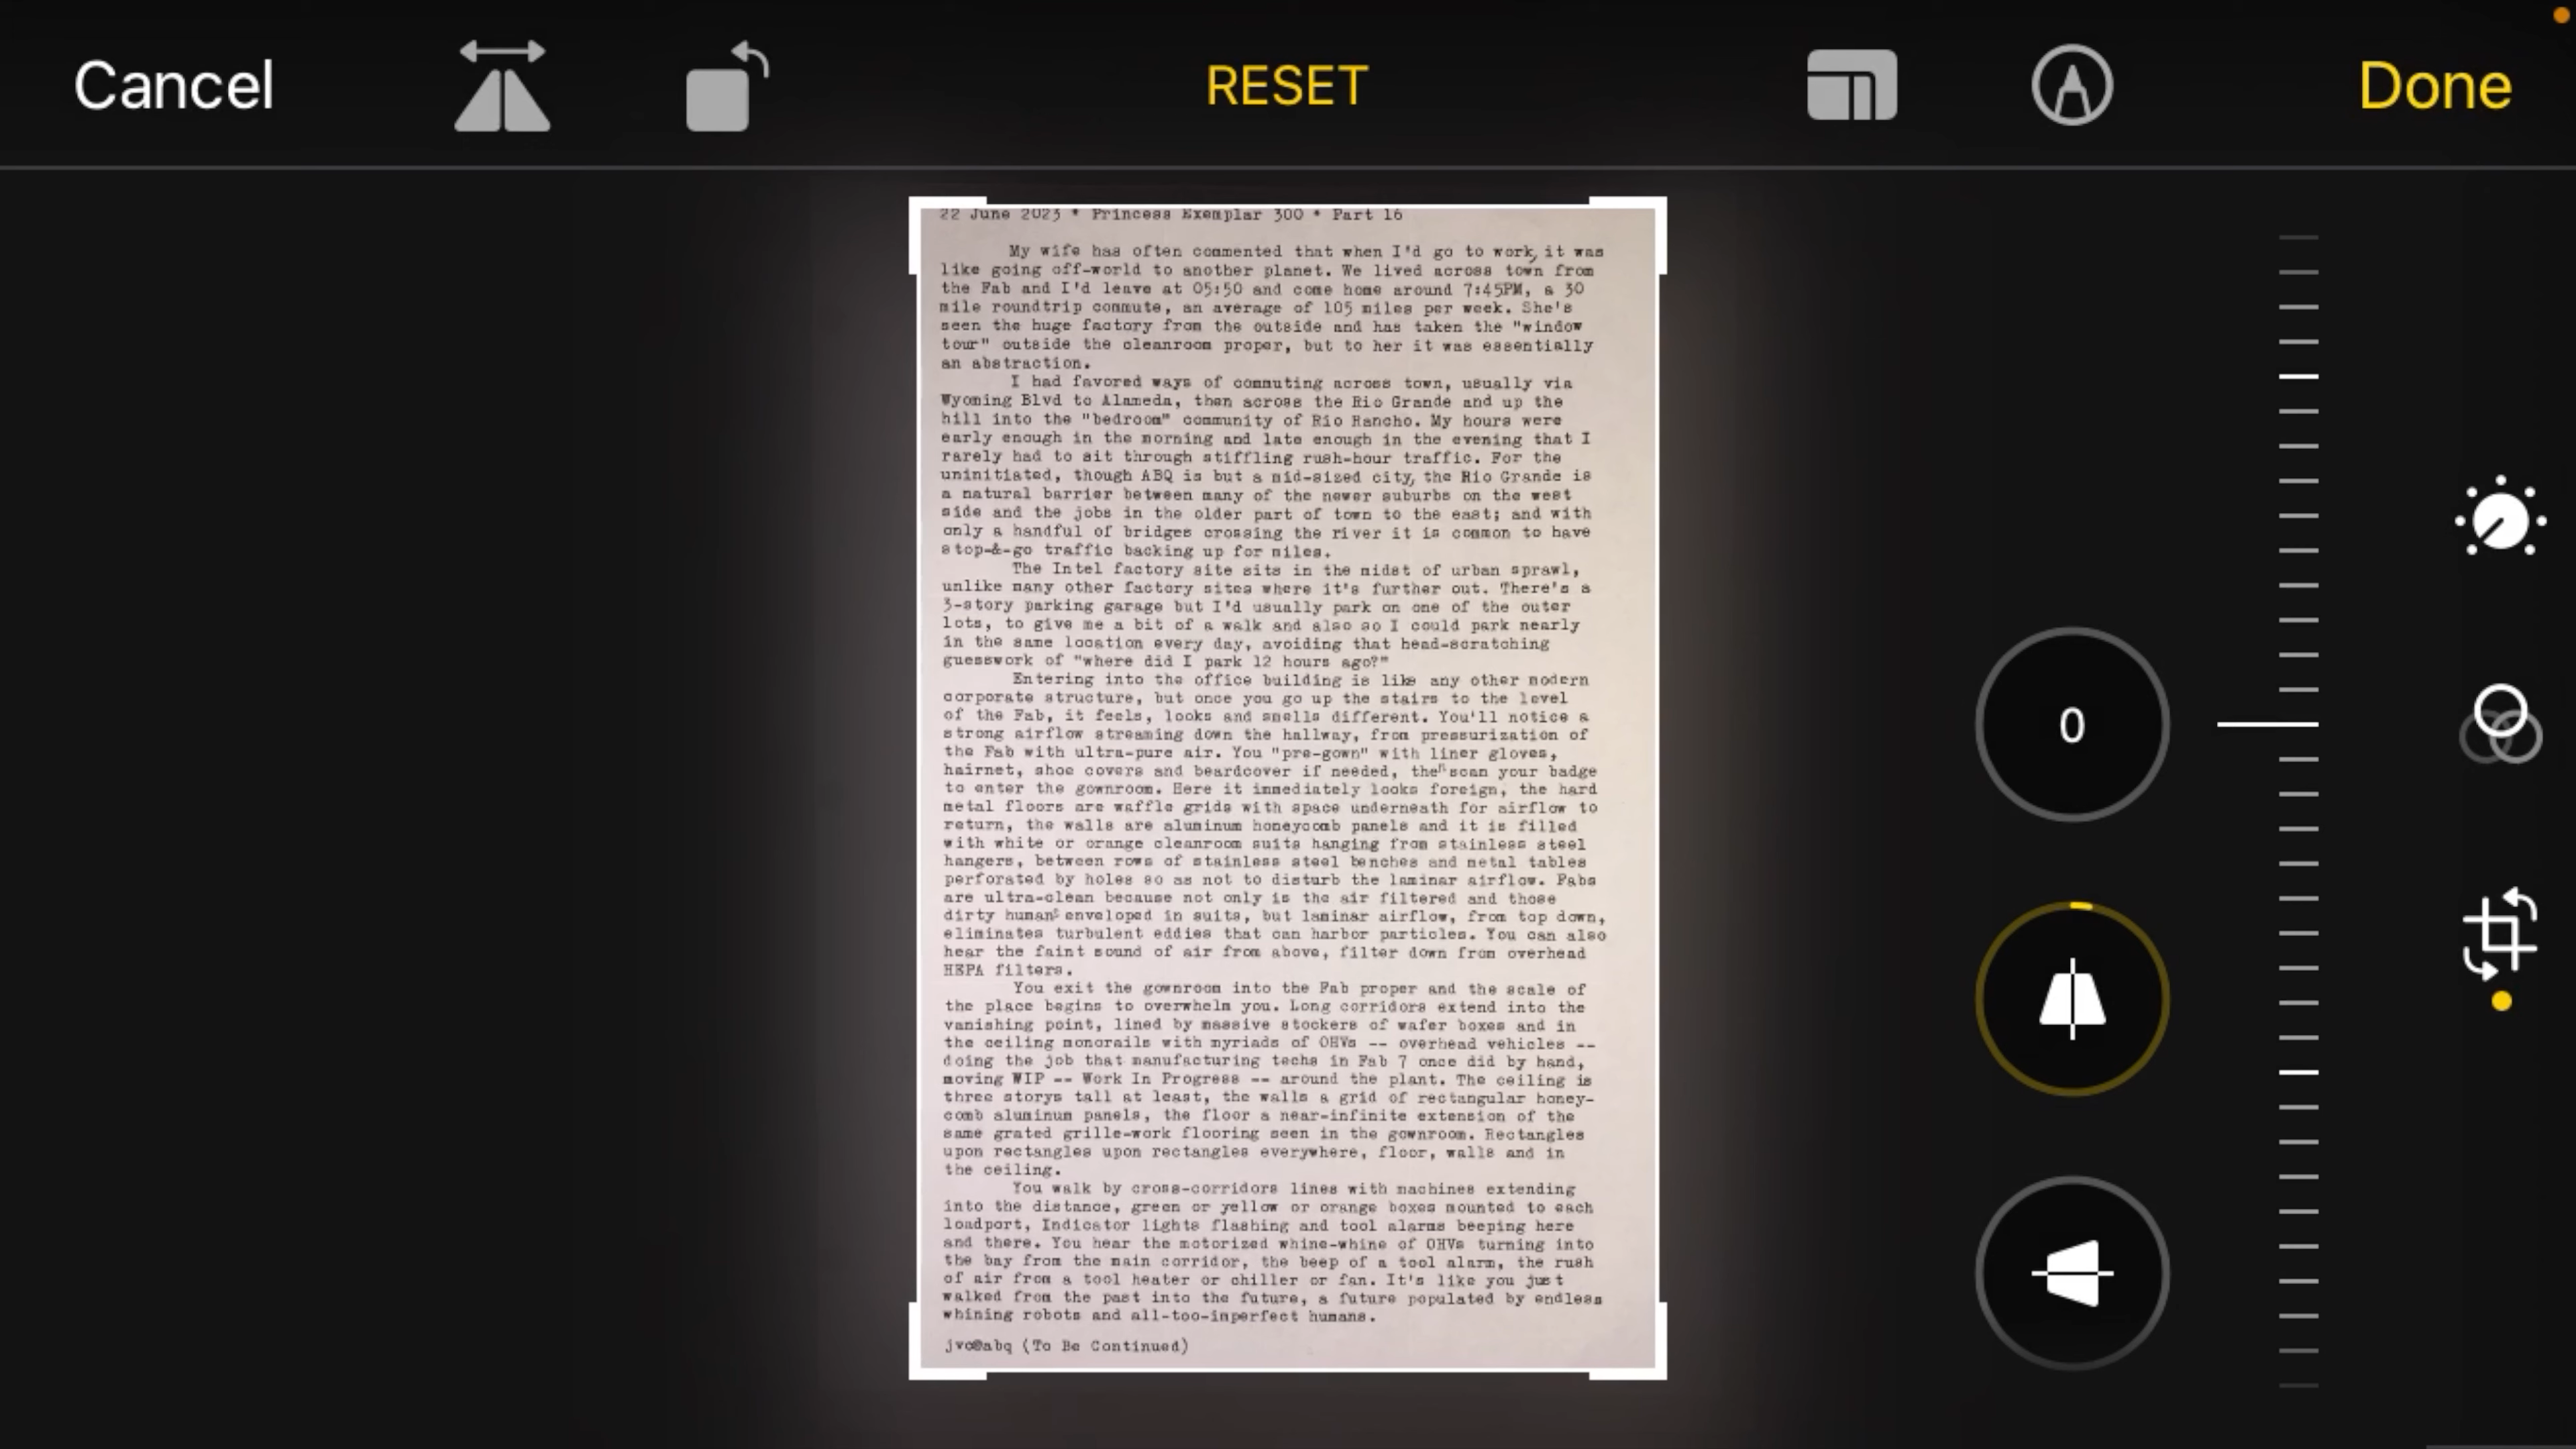 Cancel
RESET
Done
22 June 2023 * Princess Exemplar 300 * Part 16
My wife has often commented that when I'd go to work, it was
like going off-world to another planet. We lived across town from
the Fab and I'd leave at 05:50 and come home around 7:45PM, a 30
mile roundtrip commute, an average of 105 miles per week. She's
seen the huge factory from the outside and has taken the "window
tour" outside the cleanroom proper, but to her it was essentially
an abstraction.
I had favored ways of commuting across town, usually via
Wyoming Blvd to Alameda, then across the Rio Grande and up the
hill into the "bedroom" community of Rio Rancho. My hours were
early enough in the morning and late enough in the evening that I
rarely had to sit through stiffling rush-hour traffic. For the
uninitiated, though ABQ is but a mid-sized city, the Rio Grande is
a natural barrier between many of the newer suburbs on the west
side and the jobs in the older part of town to the east; and with
only a handful of bridges crossing the river it is common to have
stop-&-go traffic backing up for miles.
The Intel factory site sits in the midst of urban sprawl,
unlike many other factory sites where it's further out. There's a
3-story parking garage but I'd usually park on one of the outer
lots, to give me a bit of a walk and also so I could park nearly
in the same location every day, avoiding that head-scratching
guesswork of "where did I park 12 hours ago?"
Entering into the office building is like any other modern
corporate structure, but once you go up the stairs to the level
of the Fab, it feels, looks and smells different. You'll notice a
strong airflow streaming down the hallway, from pressurization of
the Fab with ultra-pure air. You "pre-gown" with liner gloves,
hairnet, shoe covers and beardcover if needed, then scan your badge
to enter the gownroom. Here it immediately looks foreign, the hard
metal floors are waffle grids with space underneath for airflow to
return, the walls are aluminum honeycomb panels and it is filled
with white or orange cleanroom suits hanging from stainless steel
hangers, between rows of stainless steel benches and metal tables
perforated by holes so as not to disturb the laminar airflow. Fabs
are ultra-clean because not only is the air filtered and those
dirty humans enveloped in suits, but laminar airflow, from top down,
eliminates turbulent eddies that can harbor particles. You can also
hear the faint sound of air from above, filter down from overhead
HEPA filters.
You exit the gownroom into the Fab proper and the scale of
the place begins to overwhelm you. Long corridors extend into the
vanishing point, lined by massive stockers of wafer boxes and in
the ceiling monorails with myriads of OHVs -- overhead vehicles --
doing the job that manufacturing techs in Fab 7 once did by hand,
moving WIP -- Work In Progress -- around the plant. The ceiling is
three storys tall at least, the walls a grid of rectangular honey-
comb aluminum panels, the floor a near-infinite extension of the
same grated grille-work flooring seen in the gownroom. Rectangles
upon rectangles upon rectangles everywhere, floor, walls and in
the ceiling.
You walk by cross-corridors lines with machines extending
into the distance, green or yellow or orange boxes mounted to each
loadport, Indicator lights flashing and tool alarms beeping here
and there. You hear the motorized whine-whine of OHVs turning into
the bay from the main corridor, the beep of a tool alarm, the rush
of air from a tool heater or chiller or fan. It's like you just
walked from the past into the future, a future populated by endless
whining robots and all-too-imperfect humans.
jvc@abq (To Be Continued)
0